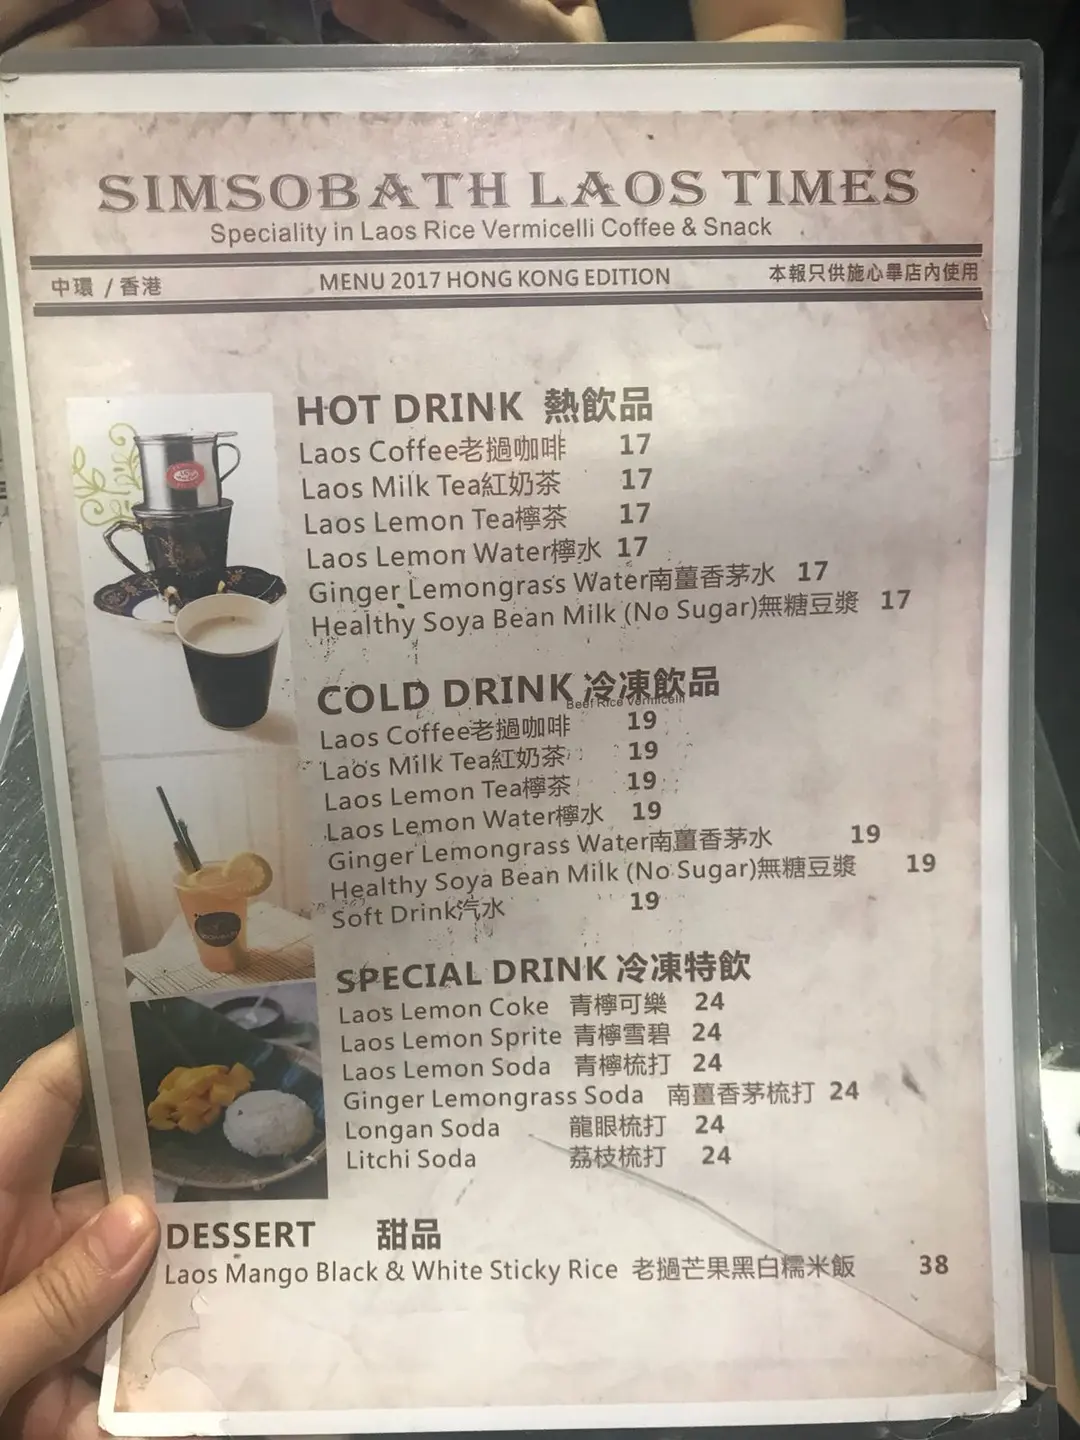 SIMSOBATH LAOS TIMES
Speciality in Laos Rice Vermicelli Coffee & Snack
中環 / 香港 MENU 2017 HONG KONG EDITION 本報只供施心畢店內使用
HOT DRINK 熱飲品
Laos Coffee老撾咖啡 17
Laos Milk Tea紅奶茶 17
Laos Lemon Tea檸茶 17
Laos Lemon Water檸水 17
Ginger Lemongrass Water南薑香茅水 17
Healthy Soya Bean Milk (No Sugar)無糖豆漿 17
COLD DRINK 冷凍飲品
Beef Rice Vermicelli
Laos Coffee老撾咖啡 19
Laos Milk Tea紅奶茶 19
Laos Lemon Tea檸茶 19
Laos Lemon Water檸水 19
Ginger Lemongrass Water南薑香茅水 19
Healthy Soya Bean Milk (No Sugar)無糖豆漿 19
Soft Drink汽水 19
SPECIAL DRINK 冷凍特飲
Laos Lemon Coke 青檸可樂 24
Laos Lemon Sprite 青檸雪碧 24
Laos Lemon Soda 青檸梳打 24
Ginger Lemongrass Soda 南薑香茅梳打 24
Longan Soda 龍眼梳打 24
Litchi Soda 荔枝梳打 24
DESSERT 甜品
Laos Mango Black & White Sticky Rice 老撾芒果黑白糯米飯 38